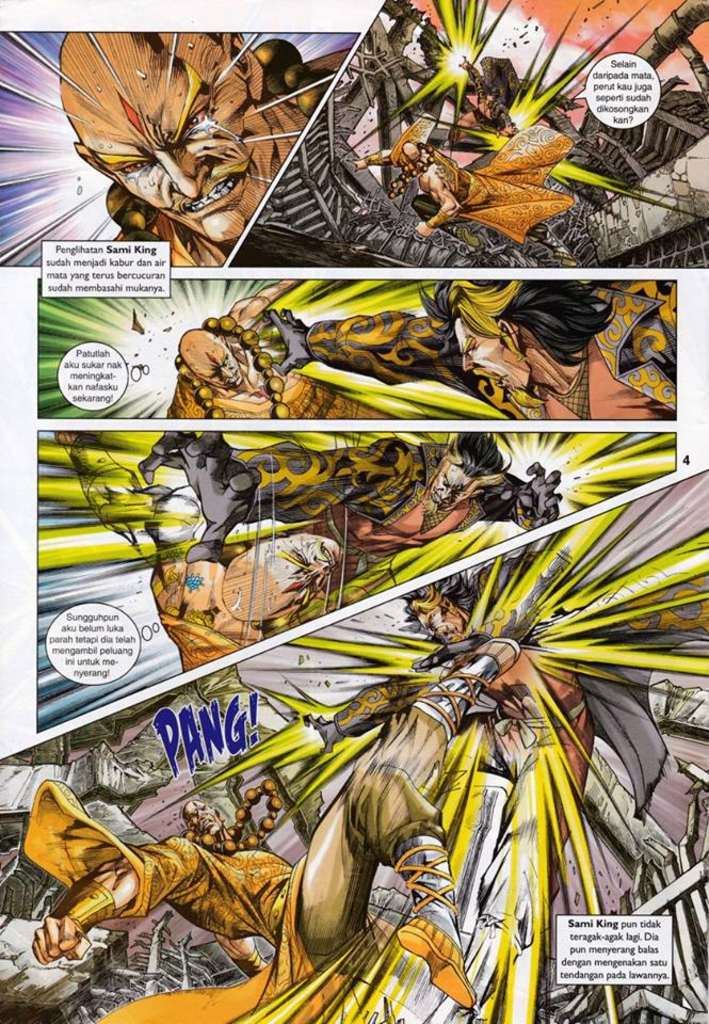 Penglihatan Sami King
sudah menjadi kabur dan air
mata yang terus bercucuran
sudah membasahi mukanya.
Selain
daripada mata,
perut kau juga
seperti sudah
dikosongkan
kan?
Patutlah
aku sukar nak
meningkat-
kan nafasku
sekarang!
4
Sungguhpun
aku belum luka
parah tetapi dia telah
mengambil peluang
ini untuk me-
nyerang!
PANG!
Sami King pun tidak
teragak-agak lagi. Dia
pun menyerang balas
dengan mengenakan satu
tendangan pada lawannya.